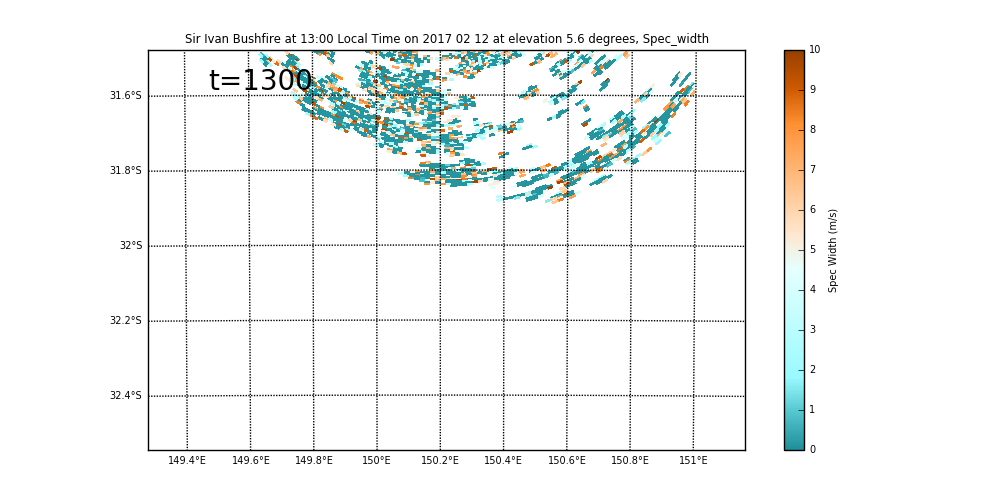 Sir Ivan Bushfire at 13:00 Local Time on 2017 02 12 at elevation 5.6 degrees, Spec_width
t=1300
31.6°S
31.8°S
32°S
32.2°S
32.4°S
149.4°E 149.6°E 149.8°E 150°E 150.2°E 150.4°E 150.6°E 150.8°E 151°E
10
9
8
7
6
5
4
3
2
1
0
Spec Width (m/s)